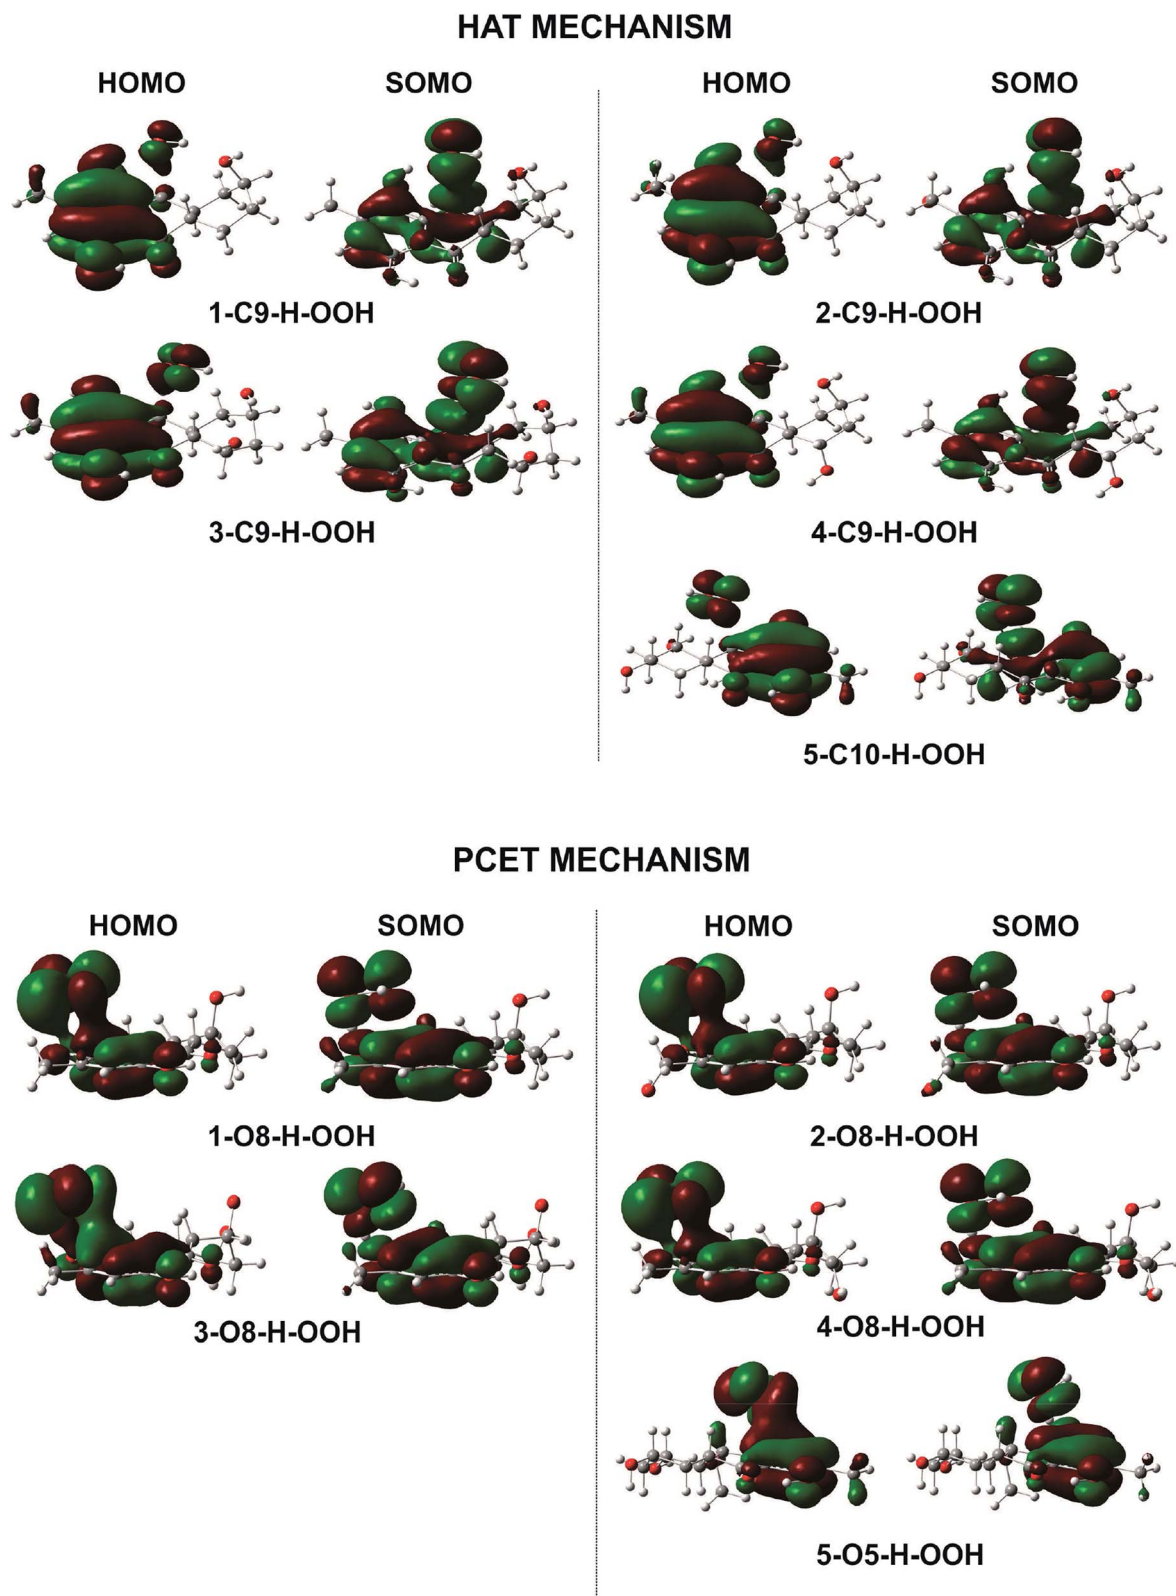 HAT MECHANISM
HOMO SOMO HOMO SOMO
1-C9-H-OOH 2-C9-H-OOH
3-C9-H-OOH 4-C9-H-OOH
5-C10-H-OOH
PCET MECHANISM
HOMO SOMO HOMO SOMO
1-O8-H-OOH 2-O8-H-OOH
3-O8-H-OOH 4-O8-H-OOH
5-O5-H-OOH